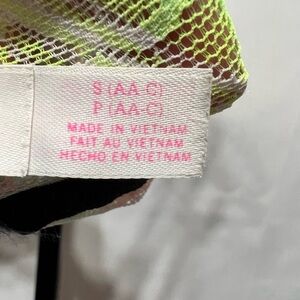 S (AA-C)
P (AA-C)
MADE IN VIETNAM
FAIT AU VIETNAM
HECHO EN VIETNAM